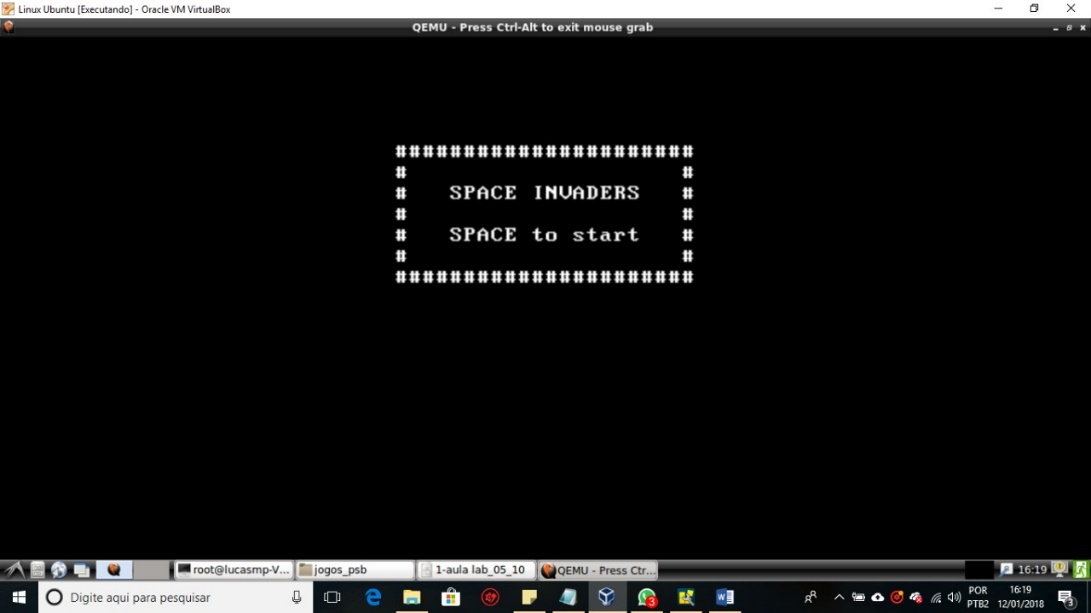 Linux Ubuntu [Executando] - Oracle VM VirtualBox
QEMU - Press Ctrl-Alt to exit mouse grab
######################
#                    #
#   SPACE INVADERS   #
#                    #
#   SPACE to start   #
#                    #
######################
root@lucasmp-V...
jogos_psb
1-aula lab_05_10
QEMU - Press Ctr...
16:19
Digite aqui para pesquisar
3
POR
PTB2
16:19
12/01/2018
3